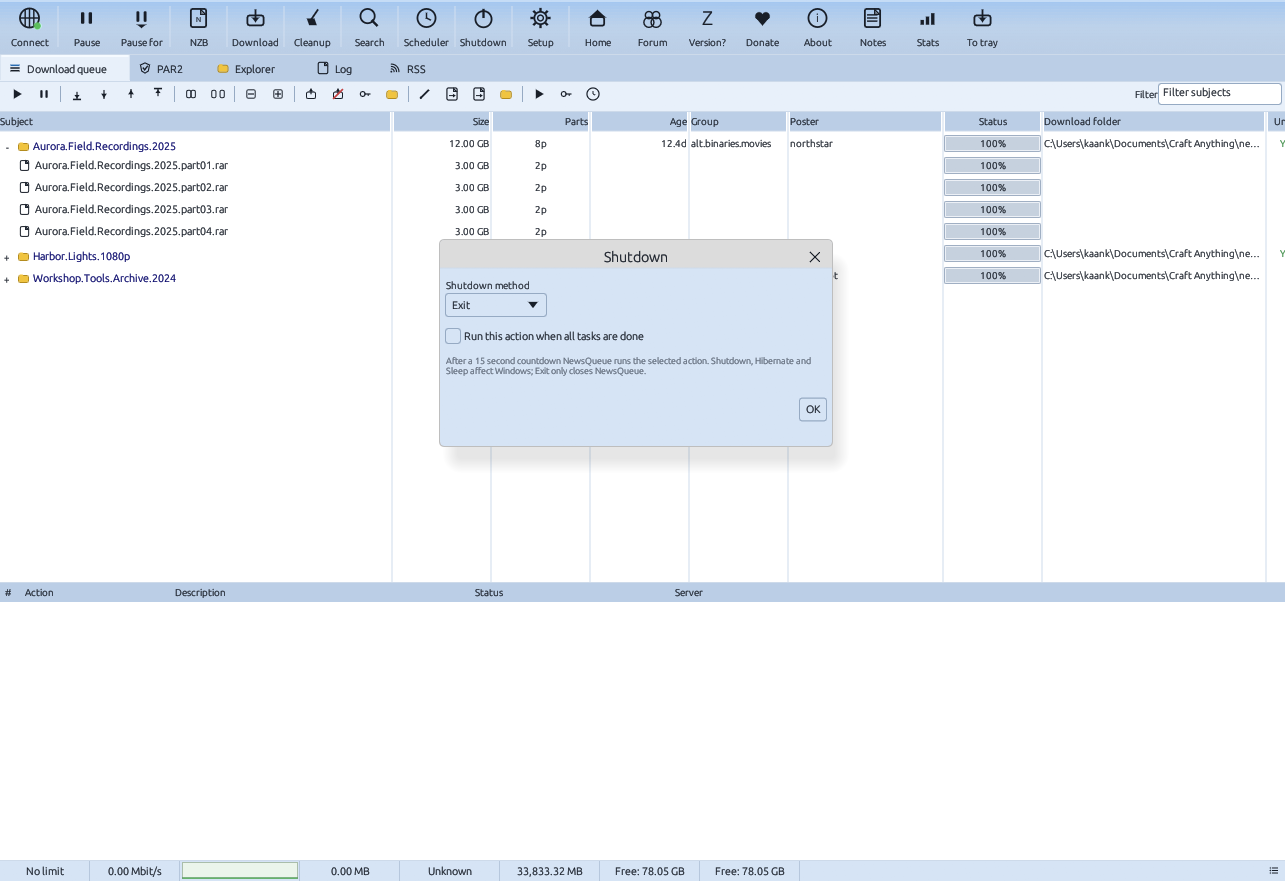 Connect Pause Pause for NZB Download Cleanup Search Scheduler Shutdown Setup Home Forum Version? Donate About Notes Stats To tray
Download queue PAR2 Explorer Log RSS
Filter Filter subjects
Subject Size Parts Age Group Poster Status Download folder
- Aurora.Field.Recordings.2025 12.00 GB 8p 12.4d alt.binaries.movies northstar 100% C:\Users\kaank\Documents\Craft Anything\ne...
Aurora.Field.Recordings.2025.part01.rar 3.00 GB 2p 100%
Aurora.Field.Recordings.2025.part02.rar 3.00 GB 2p 100%
Aurora.Field.Recordings.2025.part03.rar 3.00 GB 2p 100%
Aurora.Field.Recordings.2025.part04.rar 3.00 GB 2p 100%
+ Harbor.Lights.1080p 100% C:\Users\kaank\Documents\Craft Anything\ne...
+ Workshop.Tools.Archive.2024 100% C:\Users\kaank\Documents\Craft Anything\ne...
Shutdown
Shutdown method
Exit
Run this action when all tasks are done
After a 15 second countdown NewsQueue runs the selected action. Shutdown, Hibernate and
Sleep affect Windows; Exit only closes NewsQueue.
OK
# Action Description Status Server
No limit 0.00 Mbit/s 0.00 MB Unknown 33,833.32 MB Free: 78.05 GB Free: 78.05 GB